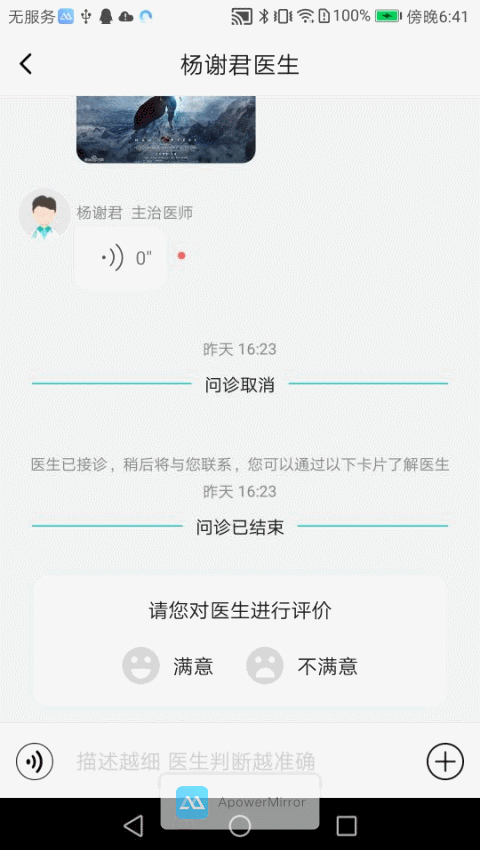 无服务 100% 傍晚6:41
杨谢君医生
杨谢君 主治医师
0"
昨天 16:23
问诊取消
医生已接诊，稍后将与您联系，您可以通过以下卡片了解医生
昨天 16:23
问诊已结束
请您对医生进行评价
满意 不满意
描述越细 医生判断越准确
ApowerMirror